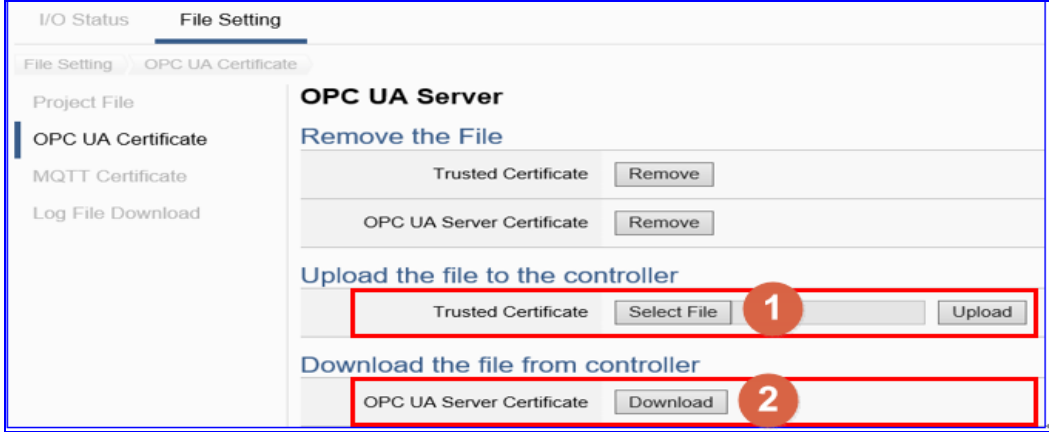 I/O Status File Setting
File Setting OPC UA Certificate
Project File
OPC UA Certificate
MQTT Certificate
Log File Download
OPC UA Server
Remove the File
Trusted Certificate Remove
OPC UA Server Certificate Remove
Upload the file to the controller
Trusted Certificate Select File 1 Upload
Download the file from controller
OPC UA Server Certificate Download 2